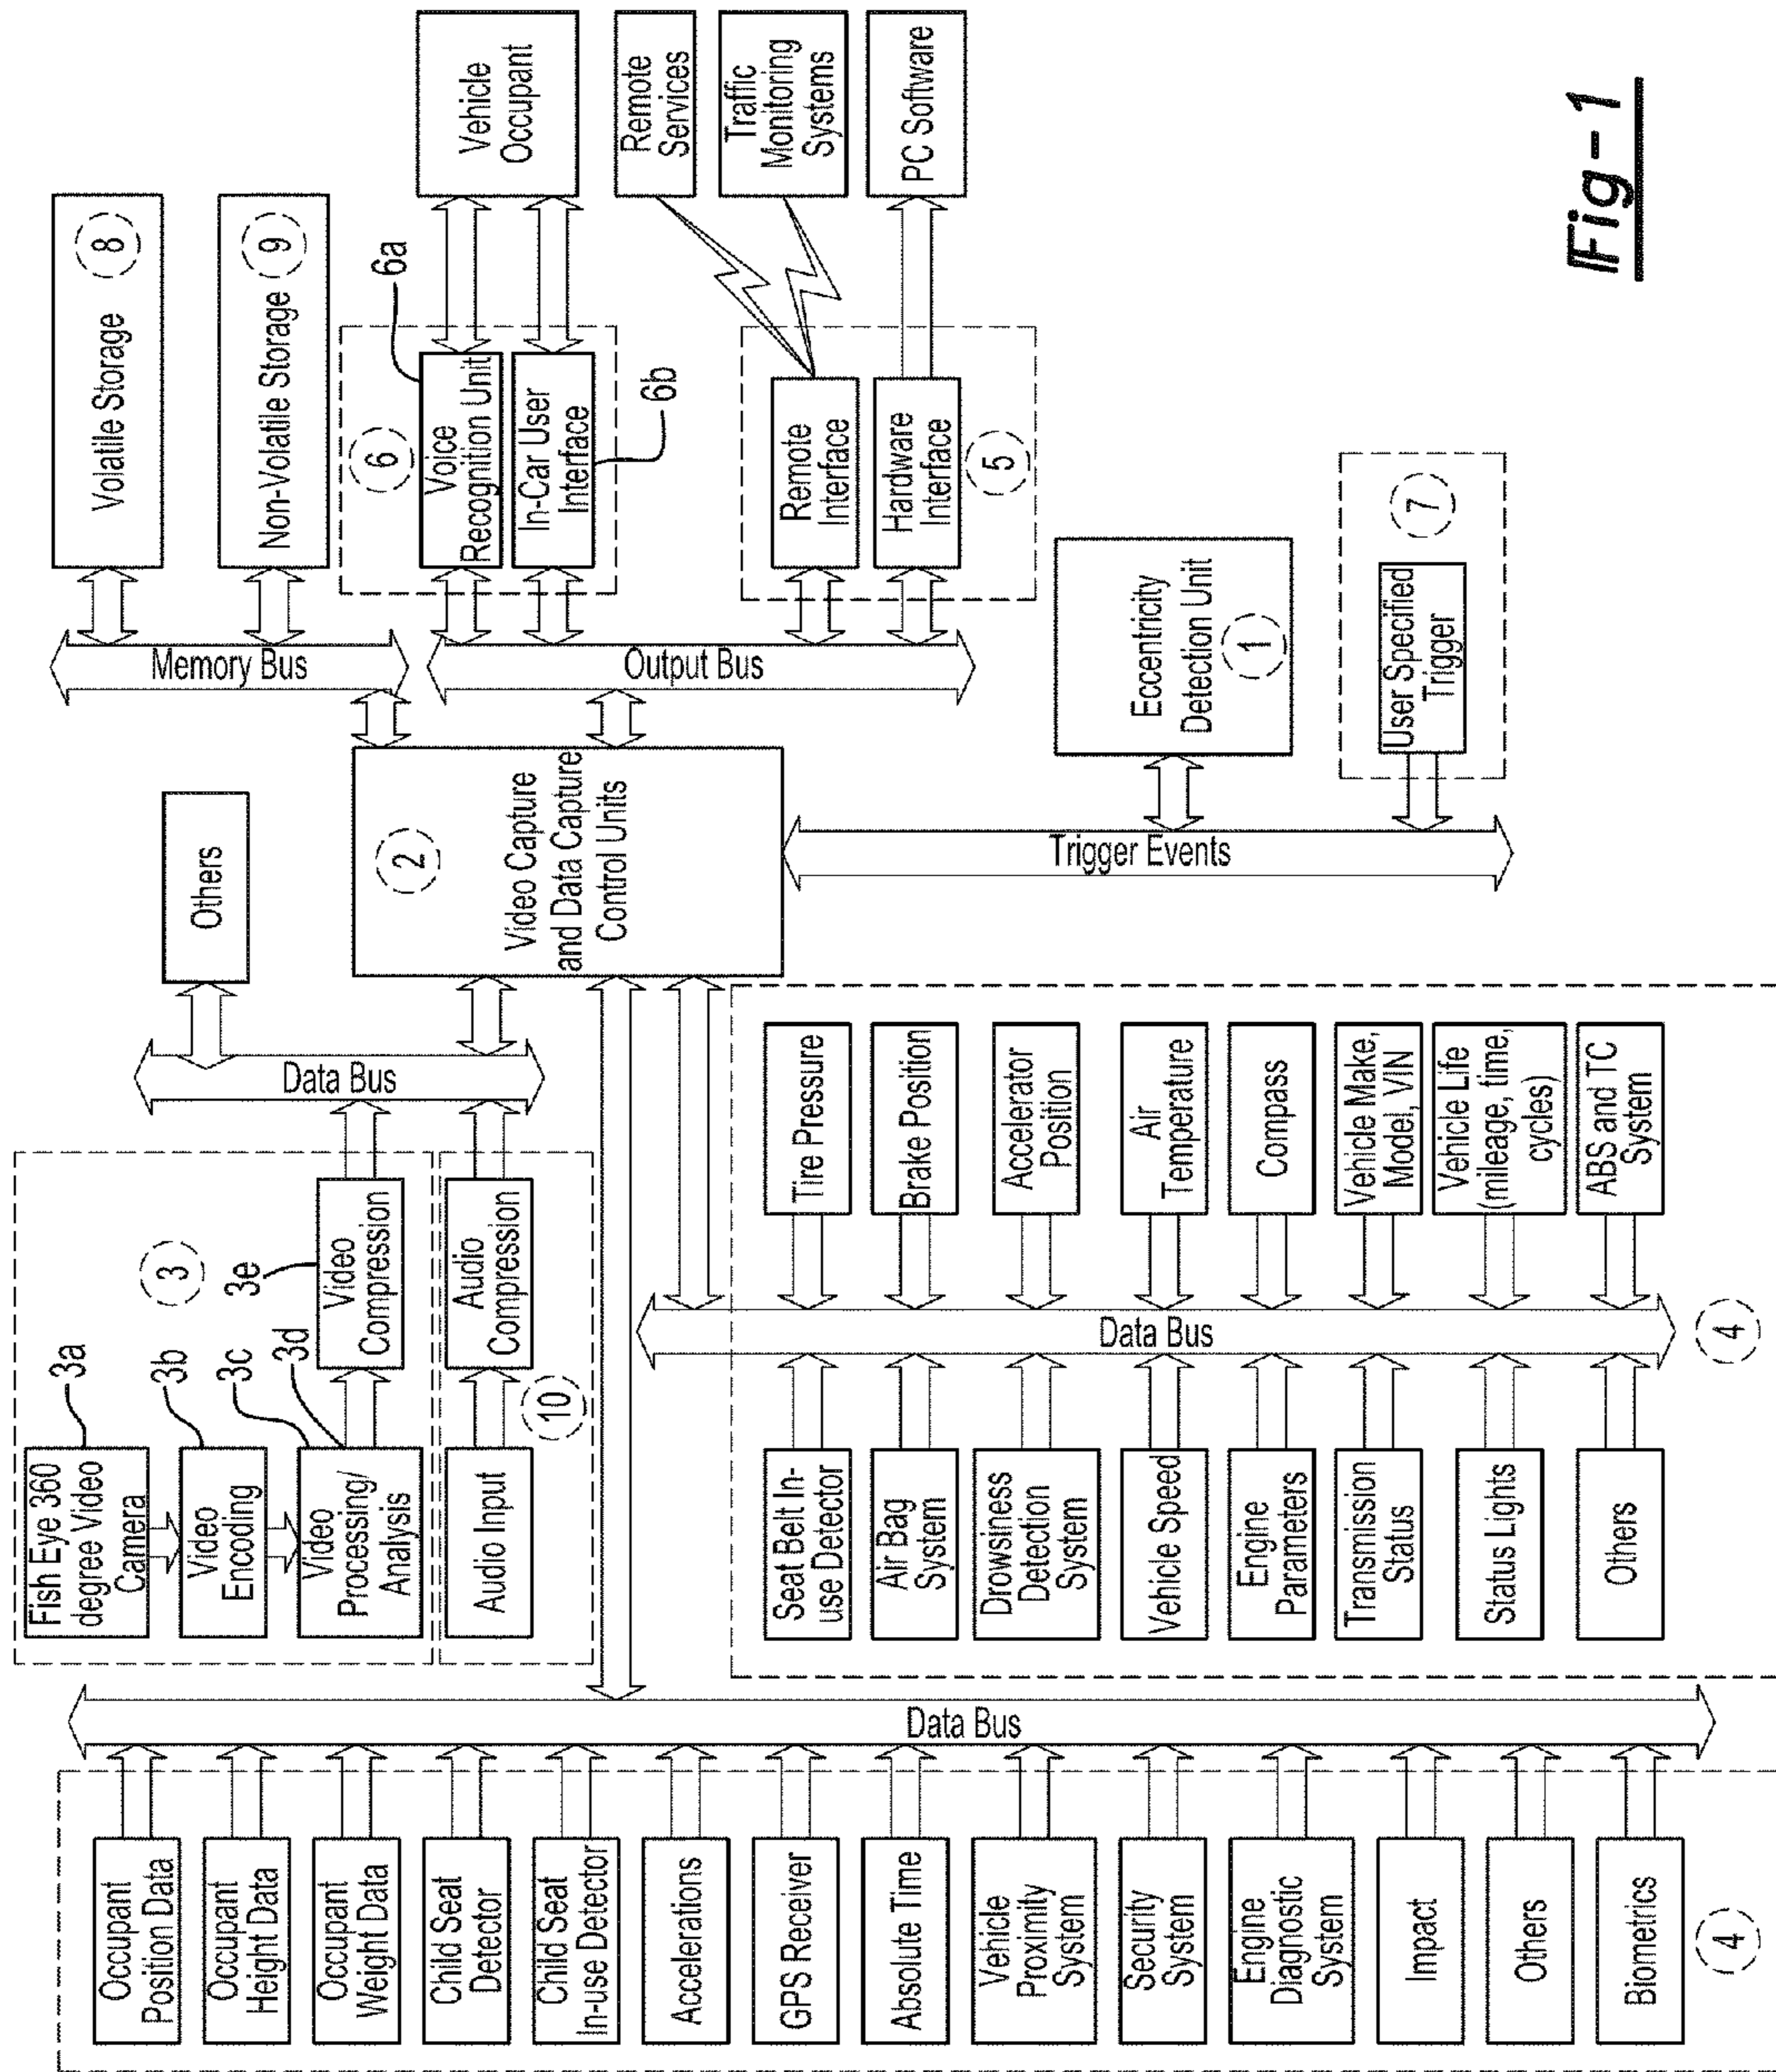 Occupant
Position Data
Occupant
Height Data
Occupant
Weight Data
Child Seat
Detector
Child Seat
In-use Detector
Accelerations
GPS Receiver
Absolute Time
Vehicle
Proximity
System
Security
System
Engine
Diagnostic
System
Impact
Others
Biometrics
4
Data Bus
Fish Eye 360
degree Video
Camera
3a
Video
Encoding
3b
Video
Processing/
Analysis
3c
3d
Video
Compression
3e
3
Audio Input
Audio
Compression
10
Data Bus
Others
Seat Belt In-
use Detector
Air Bag
System
Drowsiness
Detection
System
Vehicle Speed
Engine
Parameters
Transmission
Status
Status Lights
Others
Data Bus
4
Tire Pressure
Brake Position
Accelerator
Position
Air
Temperature
Compass
Vehicle Make,
Model, VIN
Vehicle Life
(mileage, time,
cycles)
ABS and TC
System
2
Video Capture
and Data Capture
Control Units
Memory Bus
Output Bus
Trigger Events
Volatile Storage
8
Non-Volatile Storage
9
6
Voice
Recognition Unit
6a
In-Car User
Interface
6b
Vehicle
Occupant
Remote
Interface
Hardware
Interface
5
Remote
Services
Traffic
Monitoring
Systems
PC Software
Eccentricity
Detection Unit
1
User Specified
Trigger
7
Fig-1